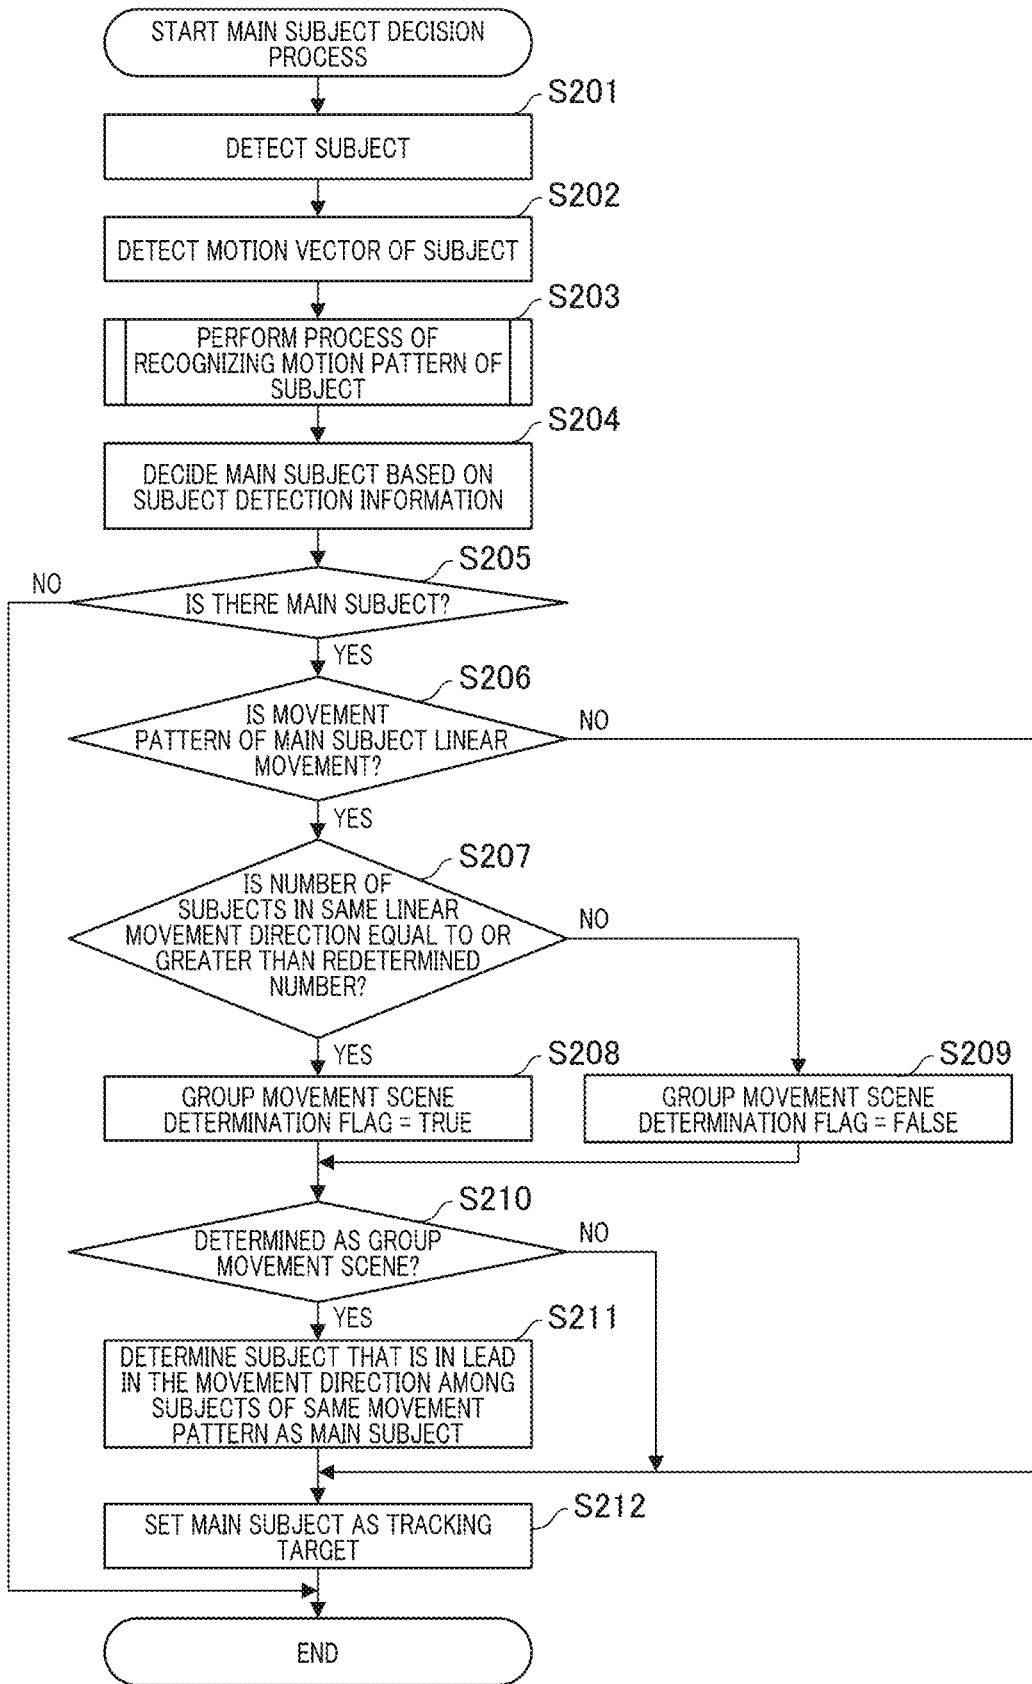 START MAIN SUBJECT DECISION
PROCESS
S201
DETECT SUBJECT
S202
DETECT MOTION VECTOR OF SUBJECT
S203
PERFORM PROCESS OF
RECOGNIZING MOTION PATTERN OF
SUBJECT
S204
DECIDE MAIN SUBJECT BASED ON
SUBJECT DETECTION INFORMATION
S205
NO
IS THERE MAIN SUBJECT?
YES
S206
IS MOVEMENT
PATTERN OF MAIN SUBJECT LINEAR
MOVEMENT?
NO
YES
S207
IS NUMBER OF
SUBJECTS IN SAME LINEAR
MOVEMENT DIRECTION EQUAL TO OR
GREATER THAN REDETERMINED
NUMBER?
NO
YES
S208
GROUP MOVEMENT SCENE
DETERMINATION FLAG = TRUE
S209
GROUP MOVEMENT SCENE
DETERMINATION FLAG = FALSE
S210
DETERMINED AS GROUP
MOVEMENT SCENE?
NO
YES
S211
DETERMINE SUBJECT THAT IS IN LEAD
IN THE MOVEMENT DIRECTION AMONG
SUBJECTS OF SAME MOVEMENT
PATTERN AS MAIN SUBJECT
S212
SET MAIN SUBJECT AS TRACKING
TARGET
END